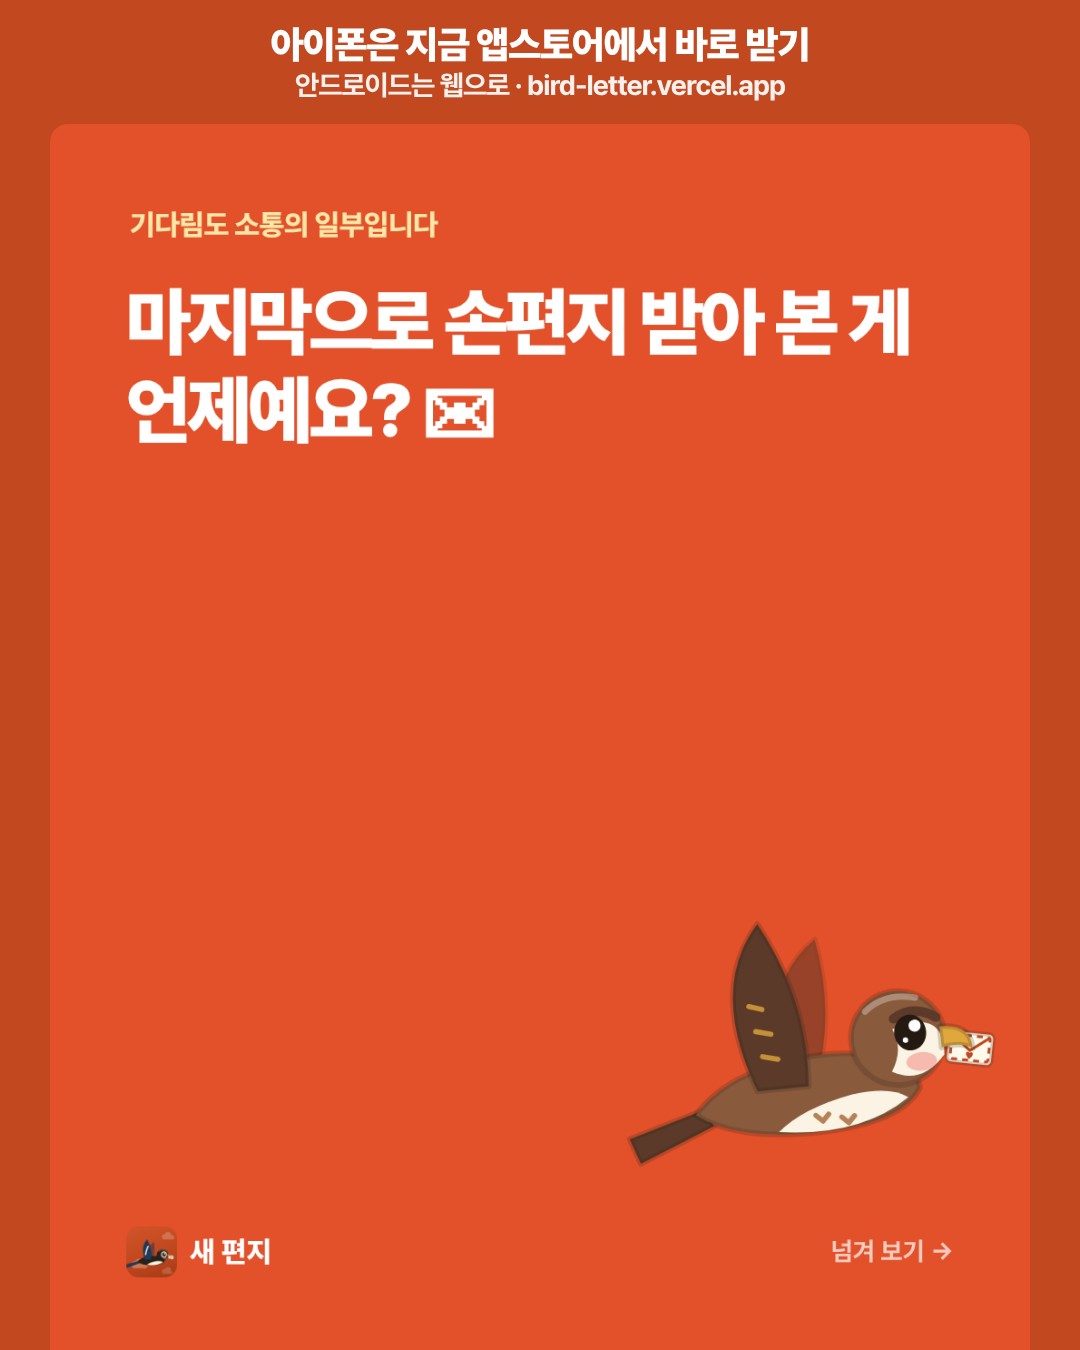 아이폰은 지금 앱스토어에서 바로 받기
안드로이드는 웹으로 · bird-letter.vercel.app
기다림도 소통의 일부입니다
마지막으로 손편지 받아 본 게
언제예요? ✉
새 편지
넘겨 보기 →